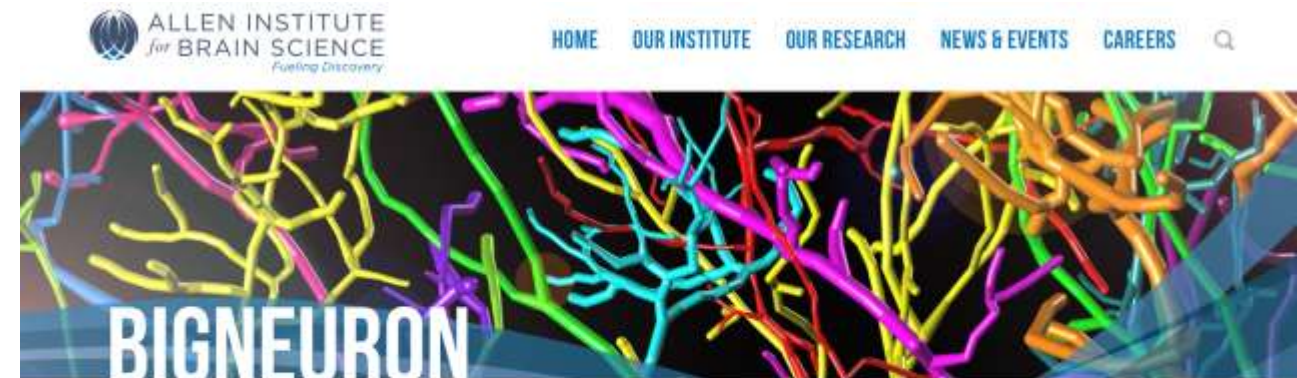 ALLEN INSTITUTE
for BRAIN SCIENCE
Fueling Discovery
HOME OUR INSTITUTE OUR RESEARCH NEWS & EVENTS CAREERS
BIGNEURON